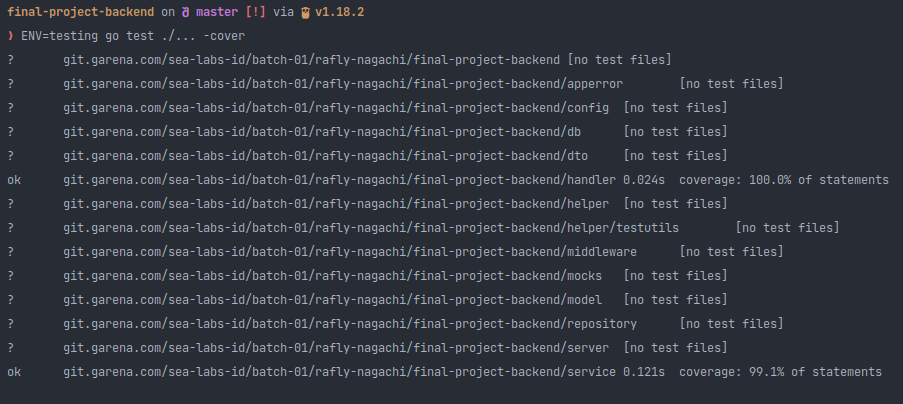 final-project-backend on master [!] via v1.18.2
❯ ENV=testing go test ./... -cover
?       git.garena.com/sea-labs-id/batch-01/rafly-nagachi/final-project-backend [no test files]
?       git.garena.com/sea-labs-id/batch-01/rafly-nagachi/final-project-backend/apperror        [no test files]
?       git.garena.com/sea-labs-id/batch-01/rafly-nagachi/final-project-backend/config  [no test files]
?       git.garena.com/sea-labs-id/batch-01/rafly-nagachi/final-project-backend/db      [no test files]
?       git.garena.com/sea-labs-id/batch-01/rafly-nagachi/final-project-backend/dto     [no test files]
ok      git.garena.com/sea-labs-id/batch-01/rafly-nagachi/final-project-backend/handler 0.024s  coverage: 100.0% of statements
?       git.garena.com/sea-labs-id/batch-01/rafly-nagachi/final-project-backend/helper  [no test files]
?       git.garena.com/sea-labs-id/batch-01/rafly-nagachi/final-project-backend/helper/testutils        [no test files]
?       git.garena.com/sea-labs-id/batch-01/rafly-nagachi/final-project-backend/middleware      [no test files]
?       git.garena.com/sea-labs-id/batch-01/rafly-nagachi/final-project-backend/mocks   [no test files]
?       git.garena.com/sea-labs-id/batch-01/rafly-nagachi/final-project-backend/model   [no test files]
?       git.garena.com/sea-labs-id/batch-01/rafly-nagachi/final-project-backend/repository      [no test files]
?       git.garena.com/sea-labs-id/batch-01/rafly-nagachi/final-project-backend/server  [no test files]
ok      git.garena.com/sea-labs-id/batch-01/rafly-nagachi/final-project-backend/service 0.121s  coverage: 99.1% of statements